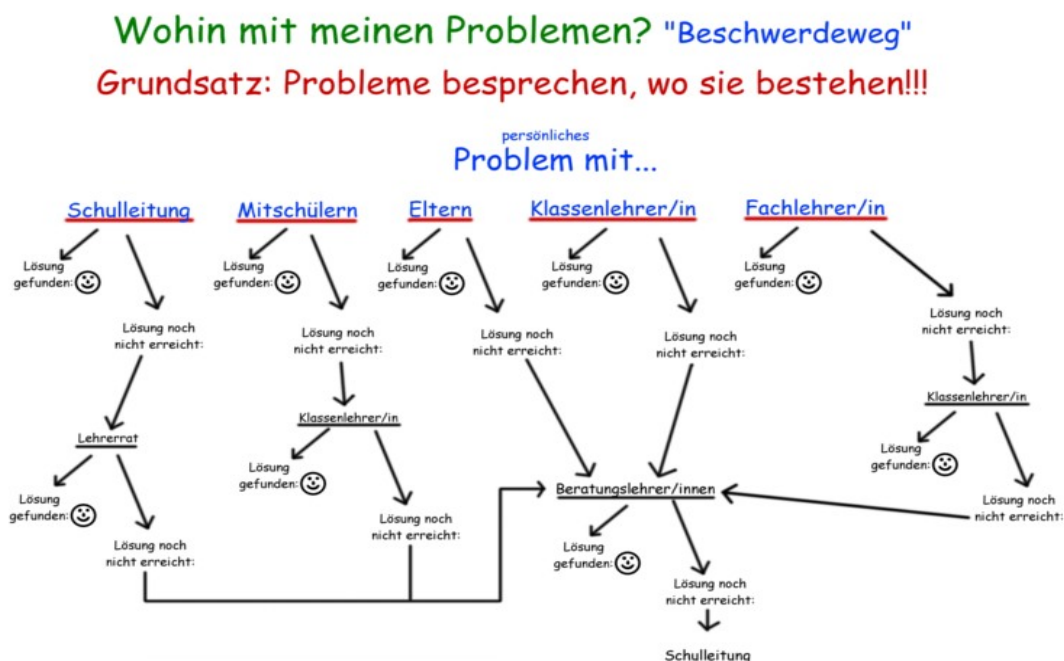 Wohin mit meinen Problemen? "Beschwerdeweg"
Grundsatz: Probleme besprechen, wo sie bestehen!!!
persönliches
Problem mit...
Schulleitung Mitschülern Eltern Klassenlehrer/in Fachlehrer/in
Lösung
gefunden:
Lösung
gefunden:
Lösung
gefunden:
Lösung
gefunden:
Lösung
gefunden:
Lösung noch
nicht erreicht:
Lösung noch
nicht erreicht:
Lösung noch
nicht erreicht:
Lösung noch
nicht erreicht:
Lösung noch
nicht erreicht:
Lehrerrat
Klassenlehrer/in
Klassenlehrer/in
Lösung
gefunden:
Lösung
gefunden:
Lösung
gefunden:
Beratungslehrer/innen
Lösung noch
nicht erreicht:
Lösung noch
nicht erreicht:
Lösung noch
nicht erreicht:
Lösung
gefunden:
Lösung noch
nicht erreicht:
Schulleitung